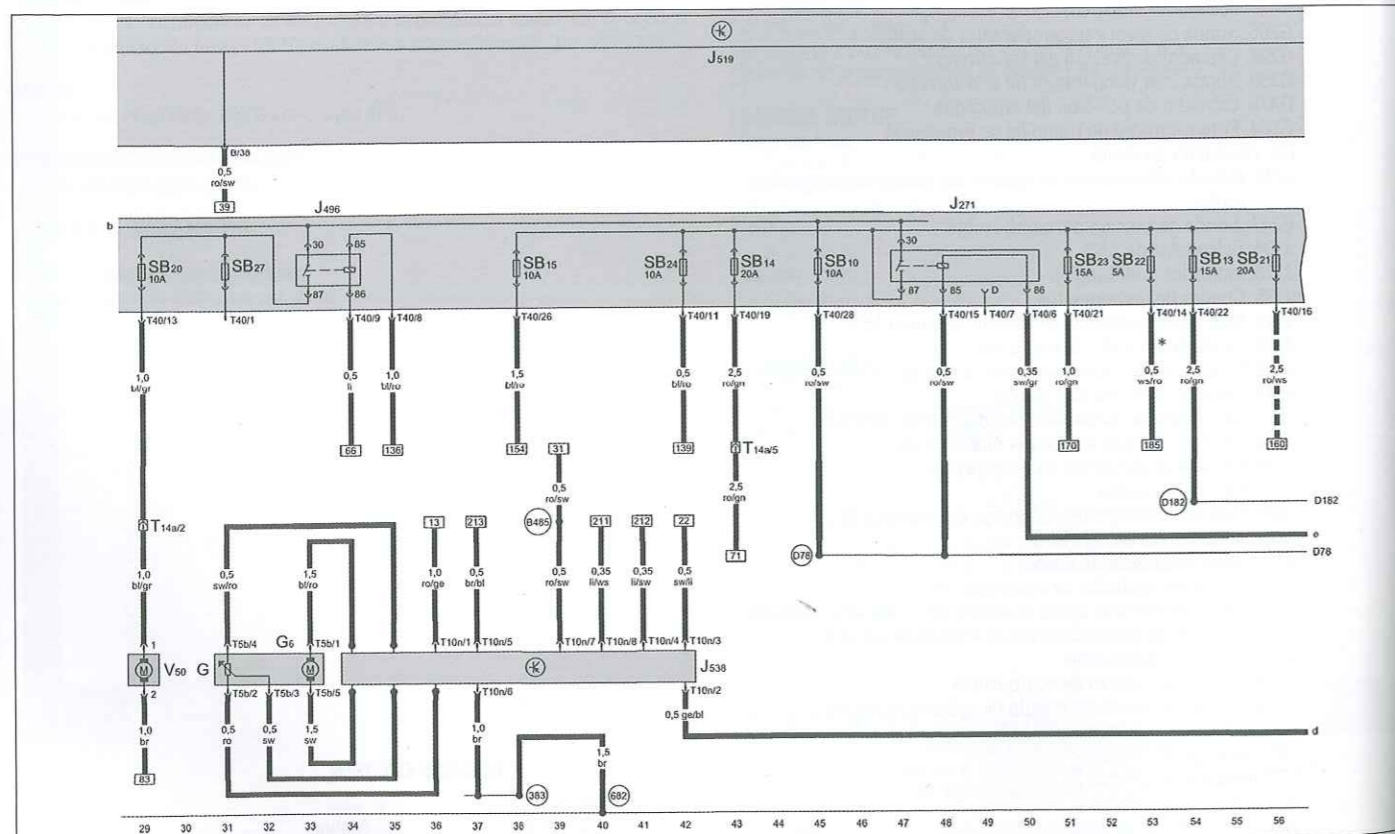 J519
B/38
0,5
ro/sw
39
J496
J271
b
30
85
30
SB20
10A
SB27
SB15
10A
SB24
10A
SB14
20A
SB10
10A
SB23
15A
SB22
5A
SB13
15A
SB21
20A
87
86
87
85
D
86
T40/13
T40/1
T40/9
T40/8
T40/26
T40/11
T40/19
T40/28
T40/15
T40/7
T40/6
T40/21
T40/14
T40/22
T40/16
*
1,0
bl/gr
0,5
li
1,0
bl/ro
1,5
bl/ro
0,5
bl/ro
2,5
ro/gn
0,5
ro/sw
0,5
ro/sw
0,35
sw/gr
1,0
ro/gn
0,5
ws/ro
2,5
ro/gn
2,5
ro/ws
66
136
154
31
139
T14a/5
170
185
160
0,5
ro/sw
2,5
ro/gn
D182
D182
T14a/2
13
213
B485
211
212
22
71
e
D78
D78
1,0
bl/gr
0,5
sw/ro
1,5
bl/ro
1,0
ro/ge
0,5
br/bl
0,5
ro/sw
0,35
li/ws
0,35
li/sw
0,5
sw/li
1
T5b/4
G6
T5b/1
T10n/1
T10n/5
T10n/7
T10n/8
T10n/4
T10n/3
M
V50
G
M
J538
2
T5b/2
T5b/3
T5b/5
T10n/6
T10n/2
1,0
br
0,5
ro
0,5
sw
1,5
sw
1,0
br
0,5 ge/bl
1,5
br
d
83
383
682
29 30 31 32 33 34 35 36 37 38 39 40 41 42 43 44 45 46 47 48 49 50 51 52 53 54 55 56